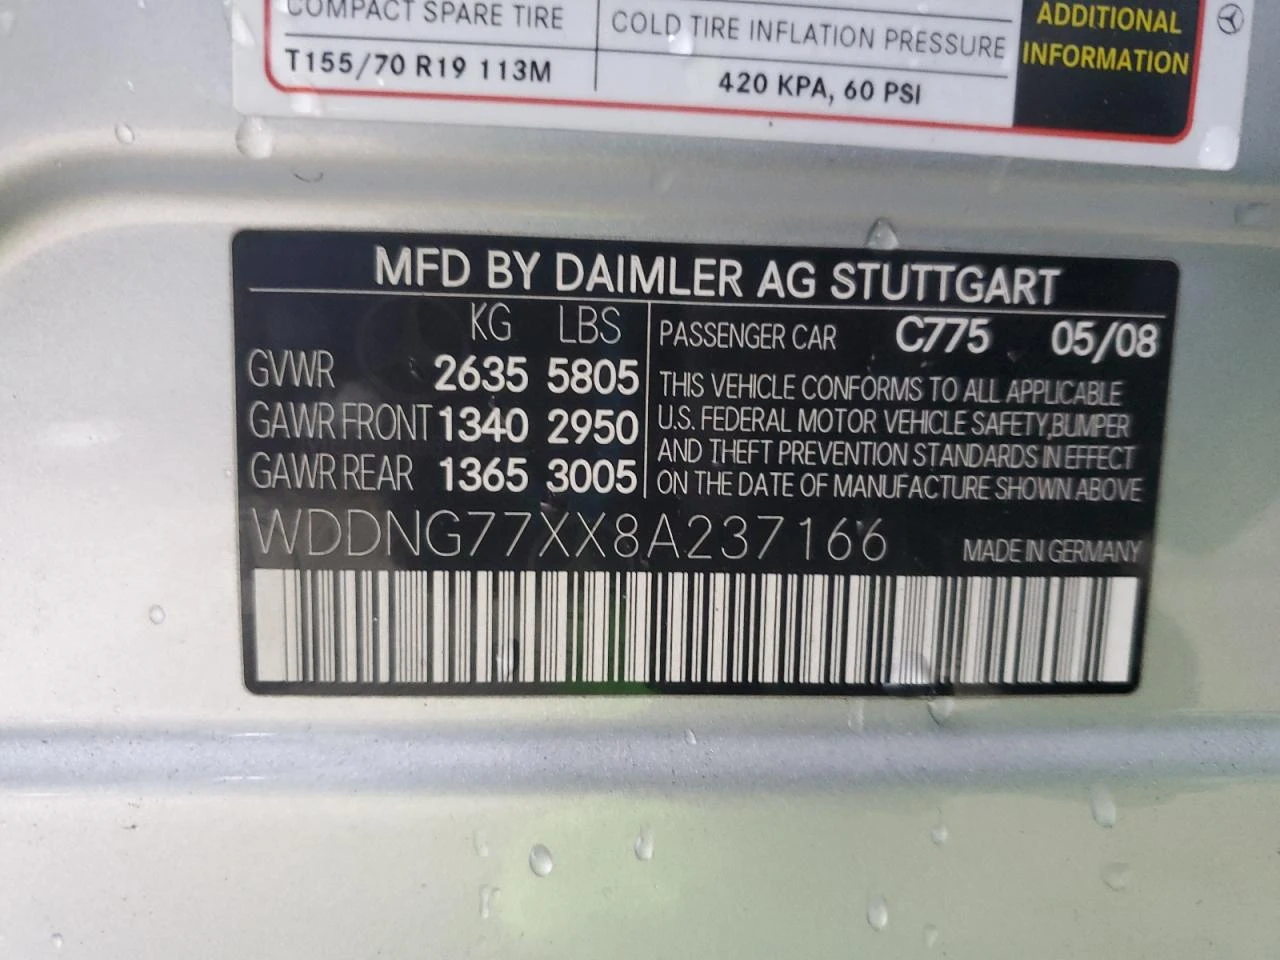 COMPACT SPARE TIRE
COLD TIRE INFLATION PRESSURE
T155/70 R19 113M
420 KPA, 60 PSI
ADDITIONAL
INFORMATION
MFD BY DAIMLER AG STUTTGART
KG LBS
GVWR 2635 5805
GAWR FRONT 1340 2950
GAWR REAR 1365 3005
PASSENGER CAR C775 05/08
THIS VEHICLE CONFORMS TO ALL APPLICABLE
U.S. FEDERAL MOTOR VEHICLE SAFETY,BUMPER
AND THEFT PREVENTION STANDARDS IN EFFECT
ON THE DATE OF MANUFACTURE SHOWN ABOVE
WDDNG77XX8A237166
MADE IN GERMANY